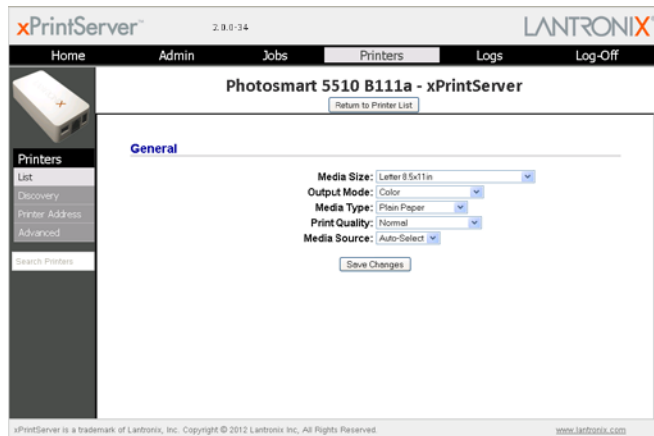 xPrintServer™ 2.0.0-34 LANTRONIX®
Home Admin Jobs Printers Logs Log-Off
Photosmart 5510 B111a - xPrintServer
Return to Printer List
General
Printers
List
Discovery
Printer Address
Advanced
Search Printers
Media Size: Letter 8.5x11in
Output Mode: Color
Media Type: Plain Paper
Print Quality: Normal
Media Source: Auto-Select
Save Changes
xPrintServer is a trademark of Lantronix, Inc. Copyright © 2012 Lantronix Inc, All Rights Reserved. www.lantronix.com